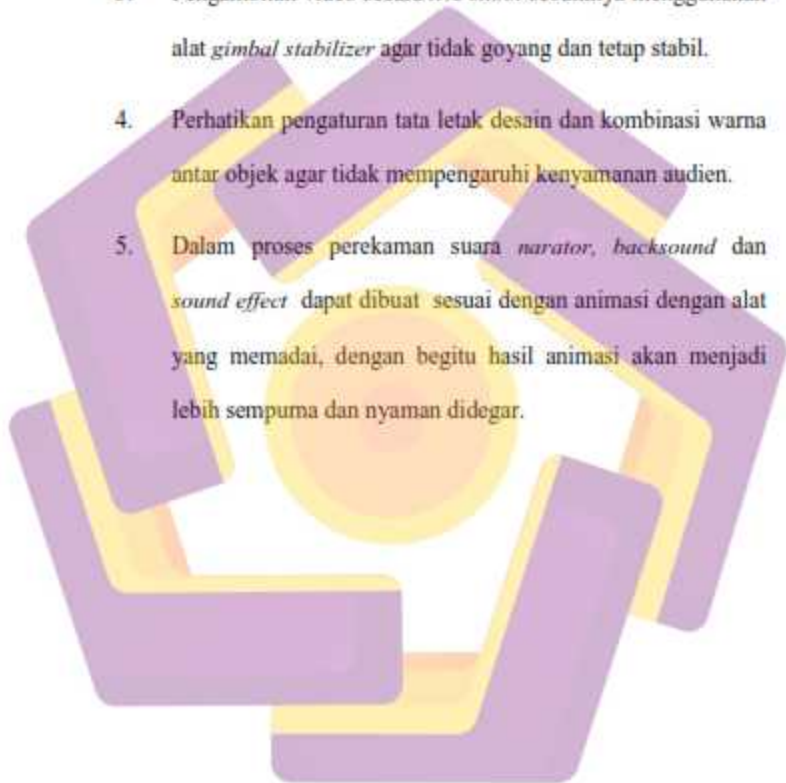 alat gimbal stabilizer agar tidak goyang dan tetap stabil.
4. Perhatikan pengaturan tata letak desain dan kombinasi warna
antar objek agar tidak mempengaruhi kenyamanan audien.
5. Dalam proses perekaman suara narator, backsound dan
sound effect dapat dibuat sesuai dengan animasi dengan alat
yang memadai, dengan begitu hasil animasi akan menjadi
lebih sempurna dan nyaman didegar.